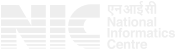 NIC
एन आई सी
National
Informatics
Centre